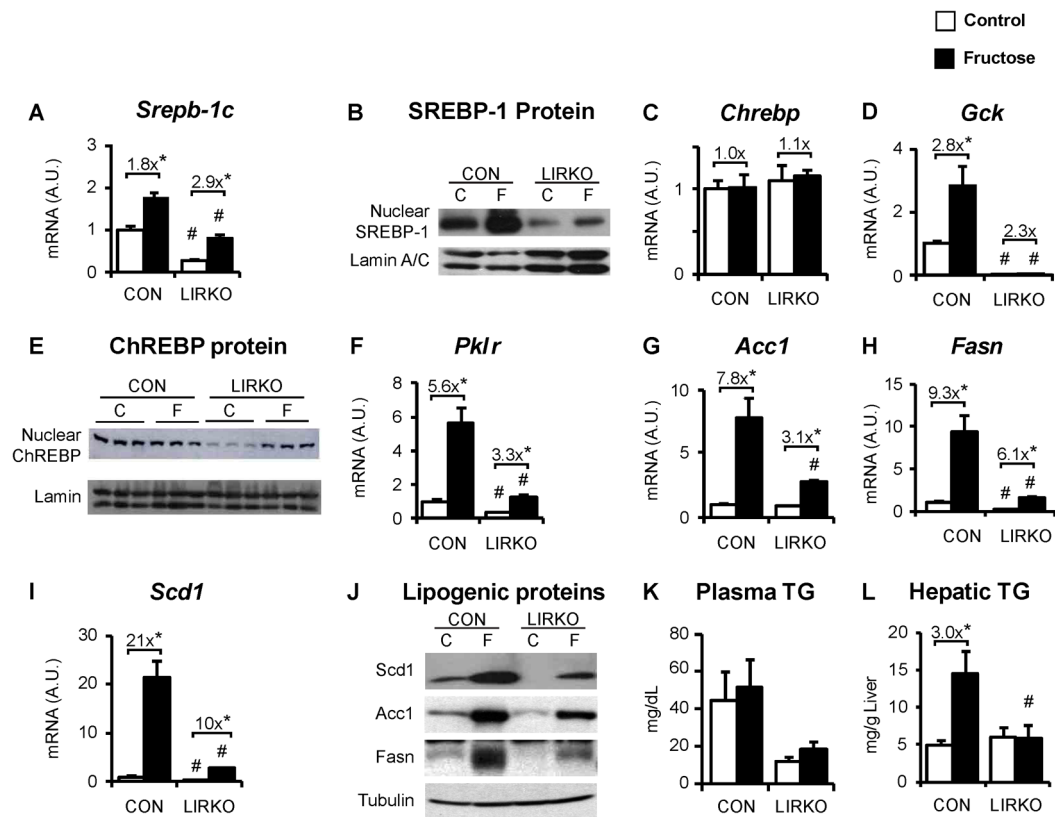 Control
Fructose
A Srepb-1c
mRNA (A.U.)
3
2
1
0
1.8x*
2.9x*
#
#
CON LIRKO
B SREBP-1 Protein
CON LIRKO
C F C F
Nuclear
SREBP-1
Lamin A/C
C Chrebp
mRNA (A.U.)
1
0
1.0x
1.1x
CON LIRKO
D Gck
mRNA (A.U.)
4
2
0
2.8x*
2.3x
# #
CON LIRKO
E ChREBP protein
CON LIRKO
C F C F
Nuclear
ChREBP
Lamin
F Pklr
mRNA (A.U.)
8
6
4
2
0
5.6x*
3.3x*
# #
CON LIRKO
G Acc1
mRNA (A.U.)
10
5
0
7.8x*
3.1x*
#
CON LIRKO
H Fasn
mRNA (A.U.)
15
10
5
0
9.3x*
6.1x*
# #
CON LIRKO
I Scd1
mRNA (A.U.)
30
20
10
0
21x*
10x*
# #
CON LIRKO
J Lipogenic proteins
CON LIRKO
C F C F
Scd1
Acc1
Fasn
Tubulin
K Plasma TG
mg/dL
80
60
40
20
0
CON LIRKO
L Hepatic TG
mg/g Liver
20
15
10
5
0
3.0x*
#
CON LIRKO